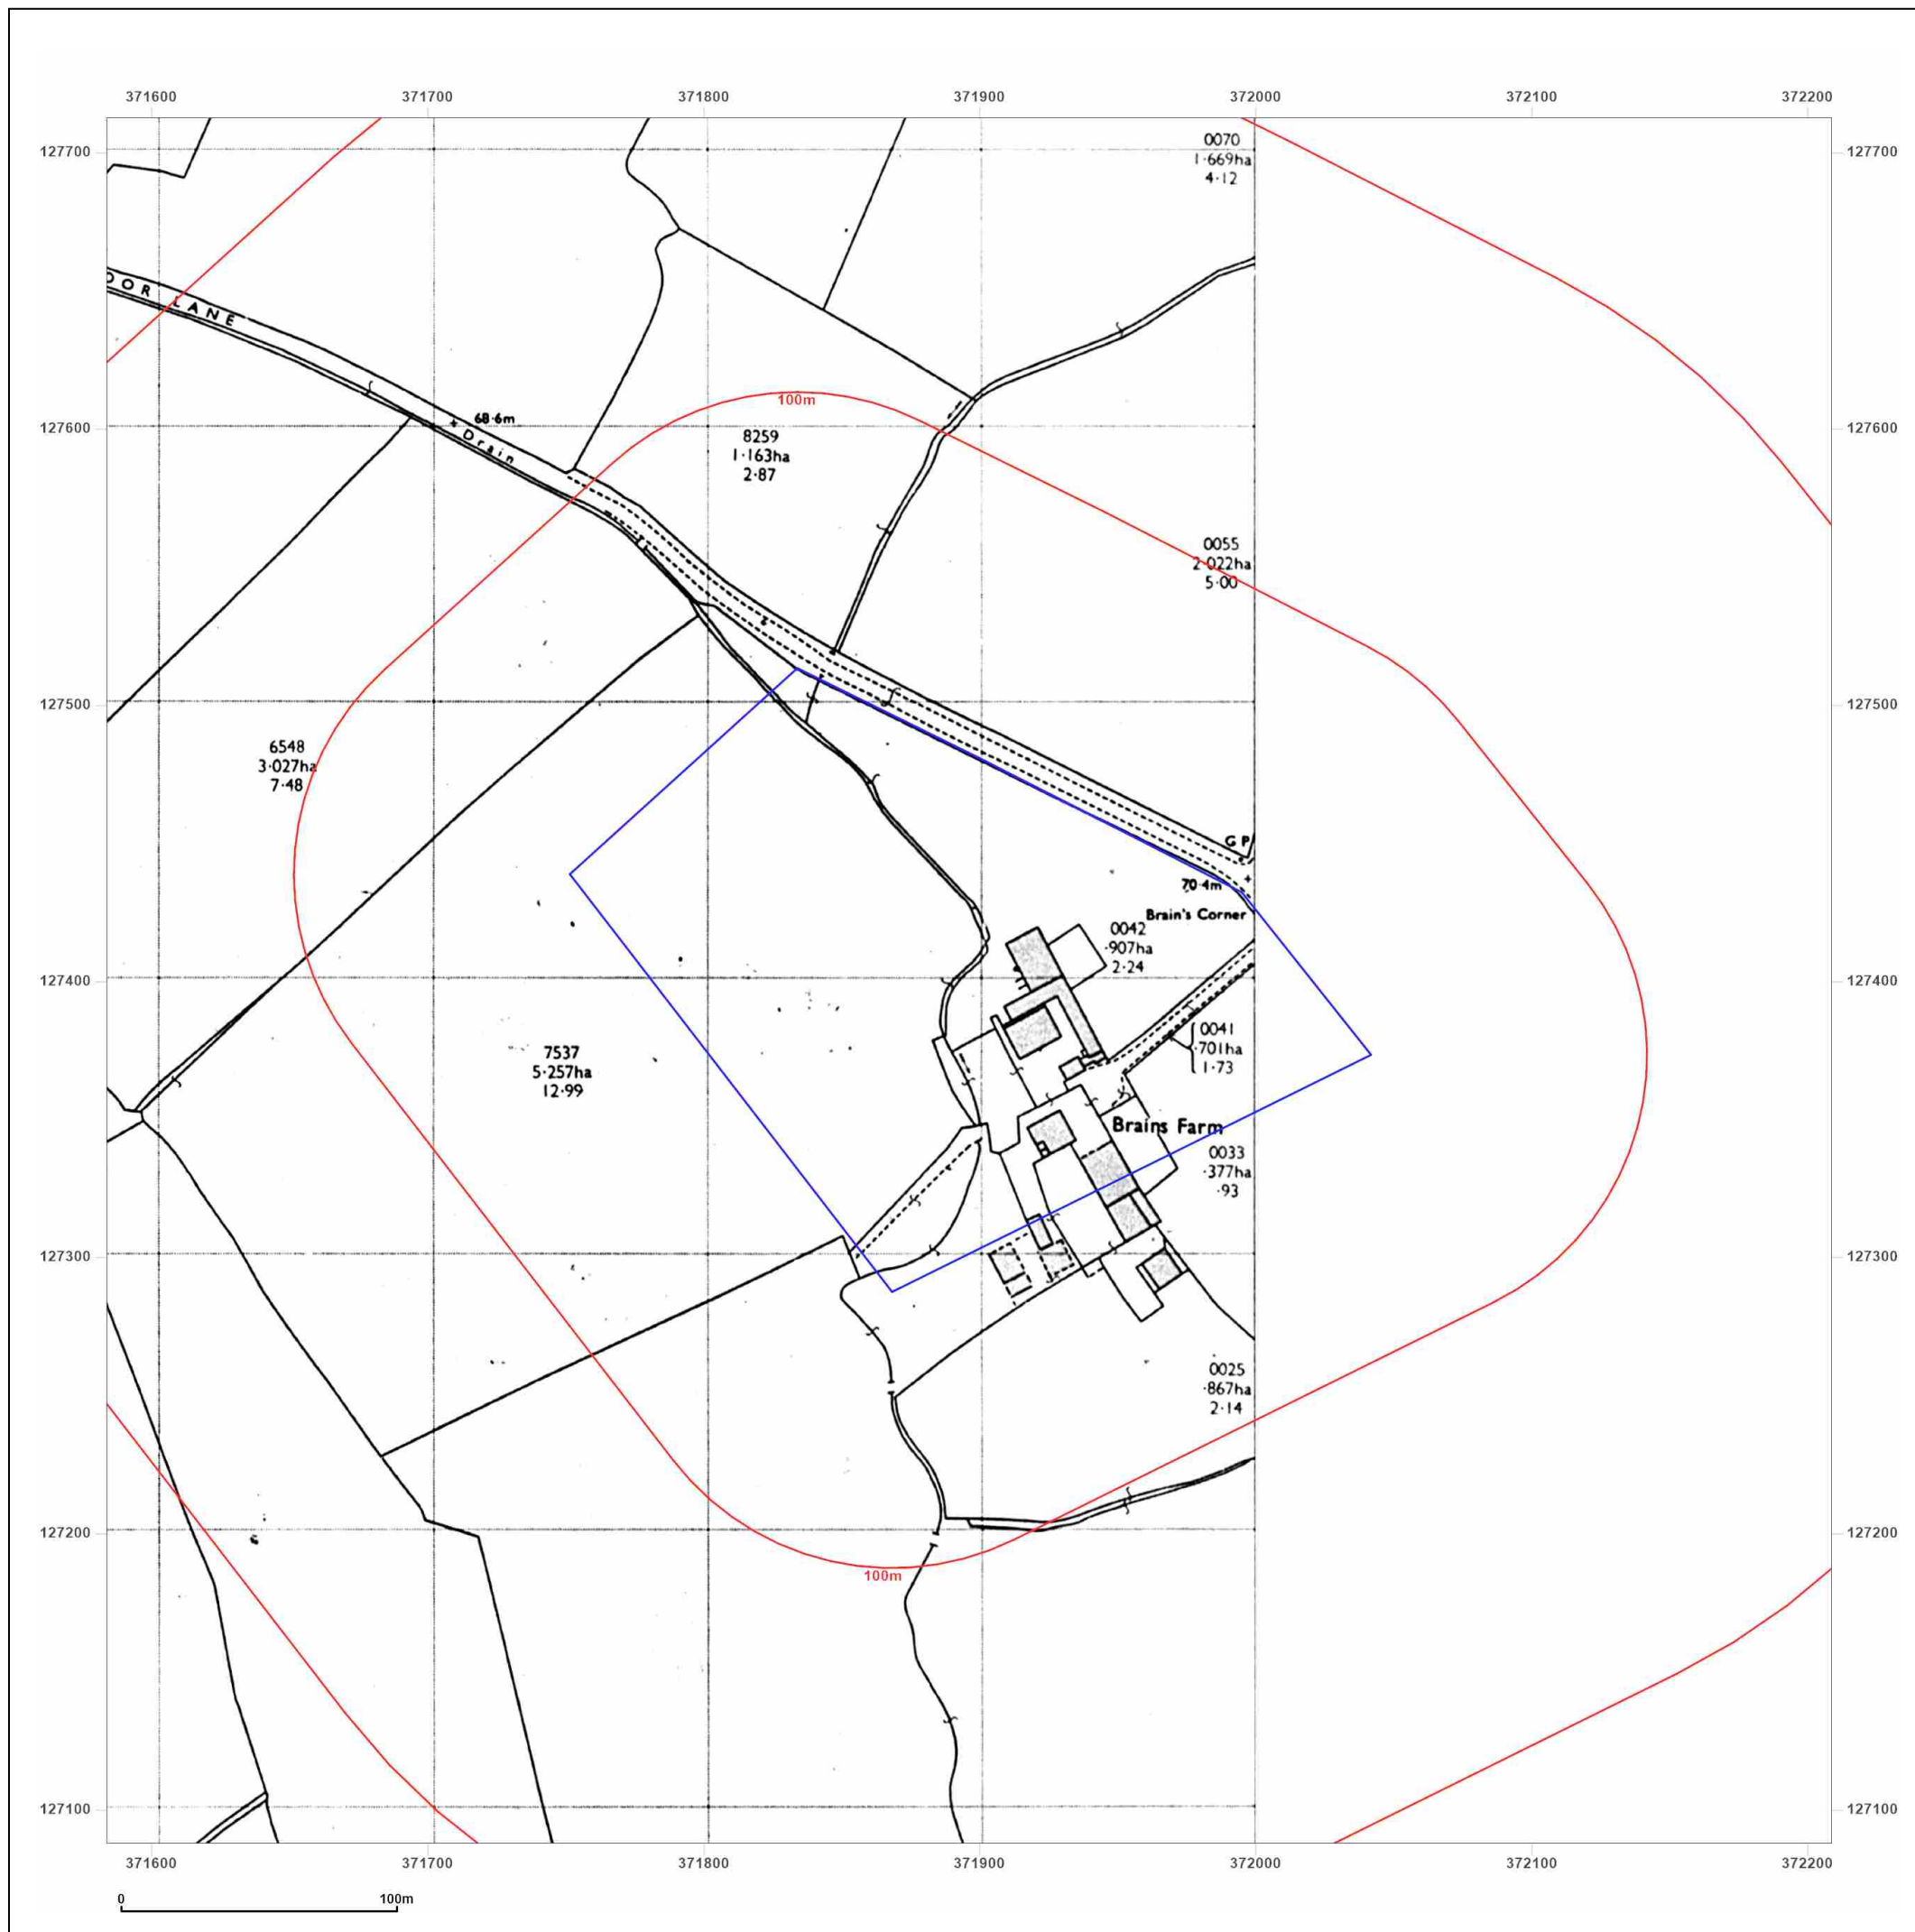 371600 371700 371800 371900 372000 372100 372200
127700 127700
0070
1·669ha
4·12
OOR LANE
100m
68·6m
Drain
127600 127600
8259
1·163ha
2·87
0055
2·022ha
5·00
127500 127500
6548
3·027ha
7·48
G P
70·4m
Brain's Corner
0042
·907ha
2·24
127400 127400
0041
·701ha
1·73
7537
5·257ha
12·99
Brains Farm
0033
·377ha
·93
127300 127300
0025
·867ha
2·14
127200 127200
100m
127100 127100
371600 371700 371800 371900 372000 372100 372200
0 100m